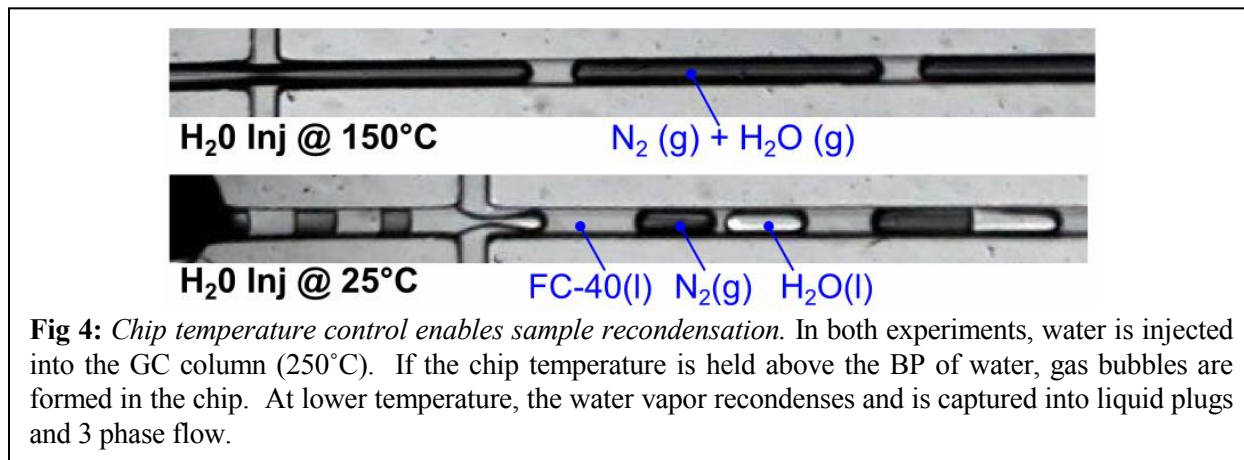 H₂0 Inj @ 150°C
N₂ (g) + H₂O (g)
H₂0 Inj @ 25°C
FC-40(l)
N₂(g)
H₂O(l)
Fig 4: Chip temperature control enables sample recondensation. In both experiments, water is injected
into the GC column (250˚C). If the chip temperature is held above the BP of water, gas bubbles are
formed in the chip. At lower temperature, the water vapor recondenses and is captured into liquid plugs
and 3 phase flow.